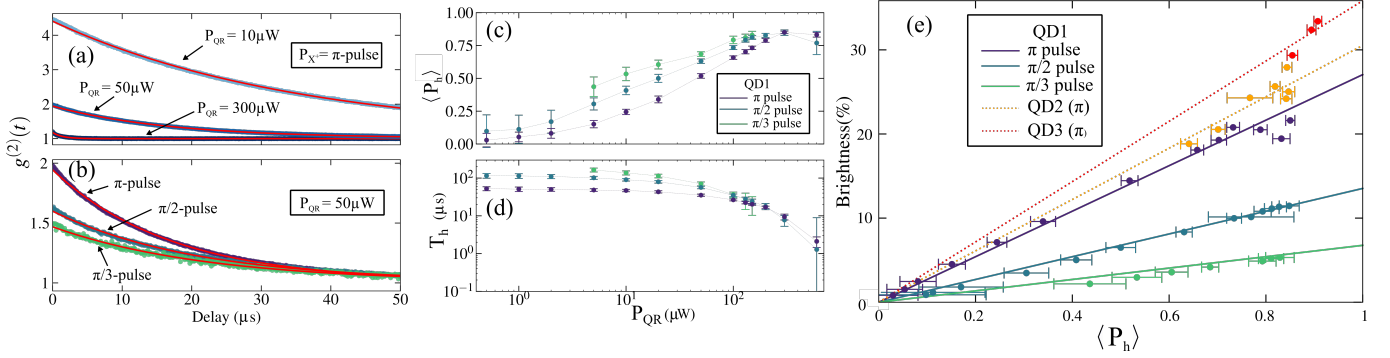 (a)
P_QR = 10μW
P_X+ = π-pulse
P_QR = 50μW
P_QR = 300μW
4
3
2
1
g^(2)(t)
(b)
π-pulse
π/2-pulse
π/3-pulse
P_QR = 50μW
2
1.5
1
0
10
20
30
40
50
Delay (μs)
(c)
⟨P_h⟩
1.00
0.75
0.50
0.25
0.00
QD1
π pulse
π/2 pulse
π/3 pulse
(d)
T_h (μs)
10^2
10^1
10^0
10^-1
10^0
10^1
10^2
P_QR (μW)
(e)
QD1
π pulse
π/2 pulse
π/3 pulse
QD2 (π)
QD3 (π)
Brightness(%)
30
20
10
0
0
0.2
0.4
0.6
0.8
1
⟨P_h⟩